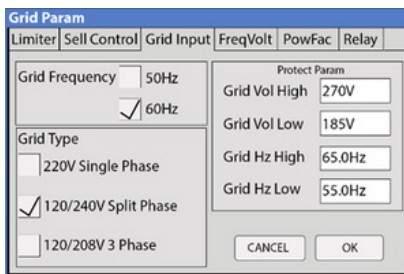 Grid Param
Limiter Sell Control Grid Input FreqVolt PowFac Relay
Grid Frequency
50Hz
60Hz
Grid Type
220V Single Phase
120/240V Split Phase
120/208V 3 Phase
Protect Param
Grid Vol High 270V
Grid Vol Low 185V
Grid Hz High 65.0Hz
Grid Hz Low 55.0Hz
CANCEL OK